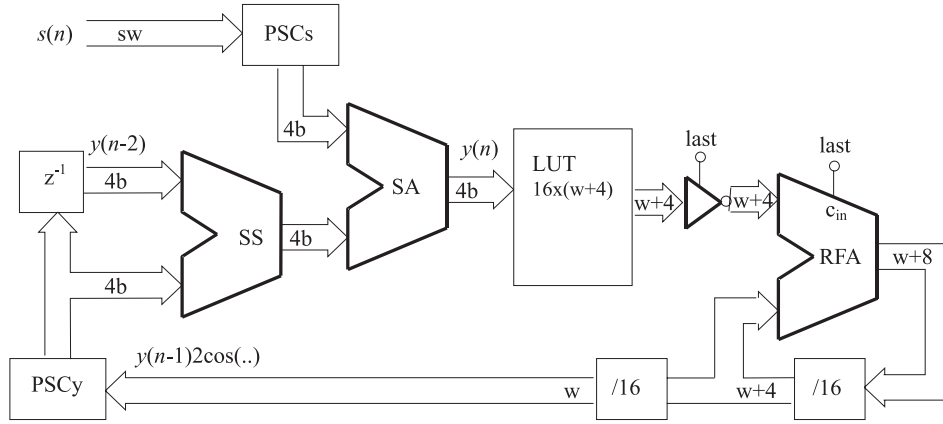 s(n)
sw
PSCs
4b
y(n-2)
4b
z-1
SS
4b
4b
SA
y(n)
4b
LUT
16x(w+4)
w+4
last
w+4
last
cin
RFA
w+8
PSCy
y(n-1)2cos(..)
w
/16
w+4
/16